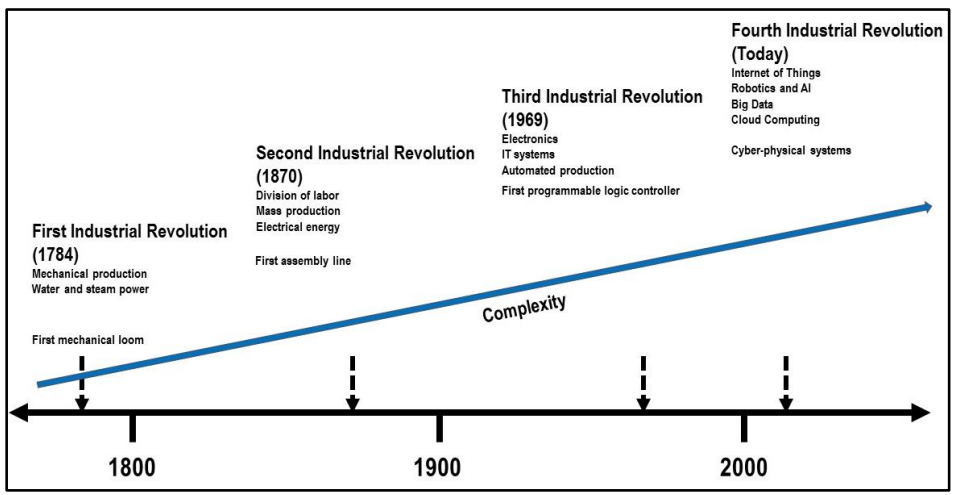 First Industrial Revolution
(1784)
Mechanical production
Water and steam power
First mechanical loom
Second Industrial Revolution
(1870)
Division of labor
Mass production
Electrical energy
First assembly line
Third Industrial Revolution
(1969)
Electronics
IT systems
Automated production
First programmable logic controller
Fourth Industrial Revolution
(Today)
Internet of Things
Robotics and AI
Big Data
Cloud Computing
Cyber-physical systems
Complexity
1800
1900
2000